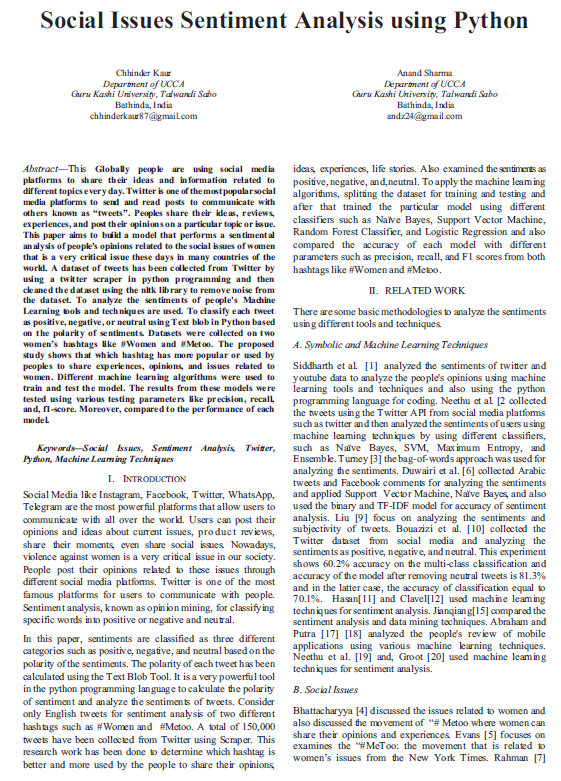 Social Issues Sentiment Analysis using Python
Chhinder Kaur
Department of UCCA
Guru Kashi University, Talwandi Sabo
Bathinda, India
chhinderkaur87@gmail.com
Anand Sharma
Department of UCCA
Guru Kashi University, Talwandi Sabo
Bathinda, India
andz24@gmail.com
Abstract—This Globally people are using social media
platforms to share their ideas and information related to
different topics every day. Twitter is one of the most popular social
media platforms to send and read posts to communicate with
others known as “tweets”. Peoples share their ideas, reviews,
experiences, and post their opinions on a particular topic or issue.
This paper aims to build a model that performs a sentimental
analysis of people's opinions related to the social issues of women
that is a very critical issue these days in many countries of the
world. A dataset of tweets has been collected from Twitter by
using a twitter scraper in python programming and then
cleaned the dataset using the nltk library to remove noise from
the dataset. To analyze the sentiments of people's Machine
Learning tools and techniques are used. To classify each tweet
as positive, negative, or neutral using Text blob in Python based
on the polarity of sentiments. Datasets were collected on two
women’s hashtags like #Women and #Metoo. The proposed
study shows that which hashtag has more popular or used by
peoples to share experiences, opinions, and issues related to
women. Different machine learning algorithms were used to
train and test the model. The results from these models were
tested using various testing parameters like precision, recall,
and, f1-score. Moreover, compared to the performance of each
model.
Keywords—Social Issues, Sentiment Analysis, Twitter,
Python, Machine Learning Techniques
I. INTRODUCTION
Social Media like Instagram, Facebook, Twitter, WhatsApp,
Telegram are the most powerful platforms that allow users to
communicate with all over the world. Users can post their
opinions and ideas about current issues, product reviews,
share their moments, even share social issues. Nowadays,
violence against women is a very critical issue in our society.
People post their opinions related to these issues through
different social media platforms. Twitter is one of the most
famous platforms for users to communicate with people.
Sentiment analysis, known as opinion mining, for classifying
specific words into positive or negative and neutral.
In this paper, sentiments are classified as three different
categories such as positive, negative, and neutral based on the
polarity of the sentiments. The polarity of each tweet has been
calculated using the Text Blob Tool. It is a very powerful tool
in the python programming language to calculate the polarity
of sentiment and analyze the sentiments of tweets. Consider
only English tweets for sentiment analysis of two different
hashtags such as #Women and #Metoo. A total of 150,000
tweets have been collected from Twitter using Scraper. This
research work has been done to determine which hashtag is
better and more used by the people to share their opinions,
ideas, experiences, life stories. Also examined the sentiments as
positive, negative, and, neutral. To apply the machine learning
algorithms, splitting the dataset for training and testing and
after that trained the particular model using different
classifiers such as Naïve Bayes, Support Vector Machine,
Random Forest Classifier, and Logistic Regression and also
compared the accuracy of each model with different
parameters such as precision, recall, and F1 scores from both
hashtags like #Women and #Metoo.
II. RELATED WORK
There are some basic methodologies to analyze the sentiments
using different tools and techniques.
A. Symbolic and Machine Learning Techniques
Siddharth et al. [1] analyzed the sentiments of twitter and
youtube data to analyze the people's opinions using machine
learning tools and techniques and also using the python
programming language for coding. Neethu et al. [2 collected
the tweets using the Twitter API from social media platforms
such as twitter and then analyzed the sentiments of users using
machine learning techniques by using different classifiers,
such as Naïve Bayes, SVM, Maximum Entropy, and
Ensemble. Turney [3] the bag-of-words approach was used for
analyzing the sentiments. Duwairi et al. [6] collected Arabic
tweets and Facebook comments for analyzing the sentiments
and applied Support Vector Machine, Naïve Bayes, and also
used the binary and TF-IDF model for accuracy of sentiment
analysis. Liu [9] focus on analyzing the sentiments and
subjectivity of tweets. Bouazizi et al. [10] collected the
Twitter dataset from social media and analyzing the
sentiments as positive, negative, and neutral. This experiment
shows 60.2% accuracy on the multi-class classification and
accuracy of the model after removing neutral tweets is 81.3%
and in the latter case, the accuracy of classification equal to
70.1%. Hasan[11] and Clavel[12] used machine learning
techniques for sentiment analysis. Jianqiang[15] compared the
sentiment analysis and data mining techniques. Abraham and
Putra [17] [18] analyzed the people's review of mobile
applications using various machine learning techniques.
Neethu et al. [19] and, Groot [20] used machine learning
techniques for sentiment analysis.
B. Social Issues
Bhattacharya [4] discussed the issues related to women and
also discussed the movement of “# Metoo where women can
share their opinions and experiences. Evans [5] focuses on
examines the “#MeToo: the movement that is related to
women’s issues from the New York Times. Rahman [7]